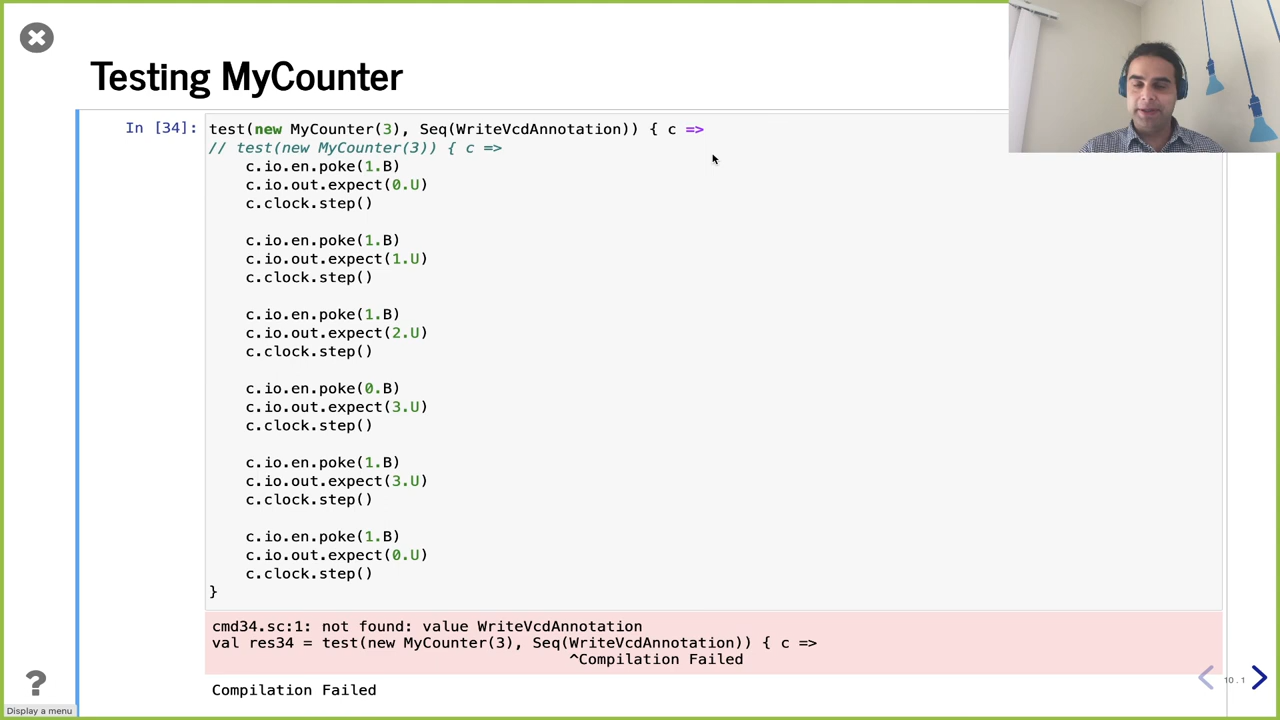 Testing MyCounter
In [34]: test(new MyCounter(3), Seq(WriteVcdAnnotation)) { c =>
// test(new MyCounter(3)) { c =>
c.io.en.poke(1.B)
c.io.out.expect(0.U)
c.clock.step()
c.io.en.poke(1.B)
c.io.out.expect(1.U)
c.clock.step()
c.io.en.poke(1.B)
c.io.out.expect(2.U)
c.clock.step()
c.io.en.poke(0.B)
c.io.out.expect(3.U)
c.clock.step()
c.io.en.poke(1.B)
c.io.out.expect(3.U)
c.clock.step()
c.io.en.poke(1.B)
c.io.out.expect(0.U)
c.clock.step()
}
cmd34.sc:1: not found: value WriteVcdAnnotation
val res34 = test(new MyCounter(3), Seq(WriteVcdAnnotation)) { c =>
^Compilation Failed
Compilation Failed
10.1
?
Display a menu